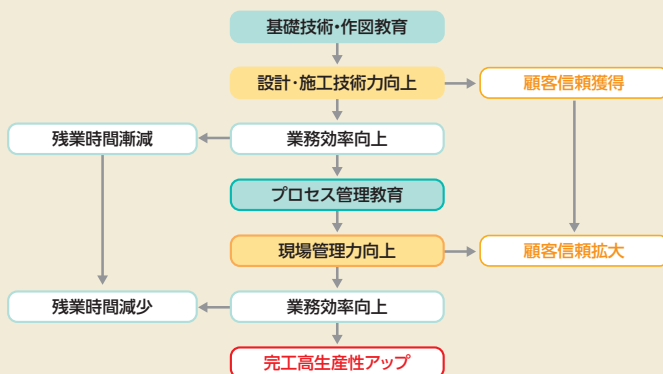 基礎技術・作図教育
設計・施工技術力向上
顧客信頼獲得
残業時間漸減
業務効率向上
プロセス管理教育
現場管理力向上
顧客信頼拡大
残業時間減少
業務効率向上
完工高生産性アップ